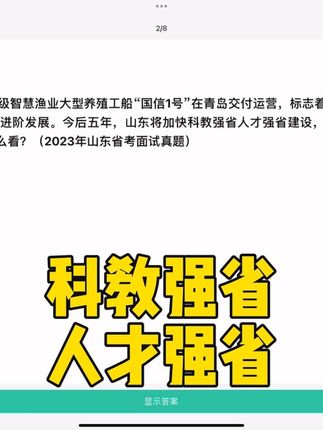 2/8
级智慧渔业大型养殖工船“国信1号”在青岛交付运营，标志着
进阶发展。今后五年，山东将加快科教强省人才强省建设，
么看？（2023年山东省考面试真题）
科教强省
人才强省
显示答案